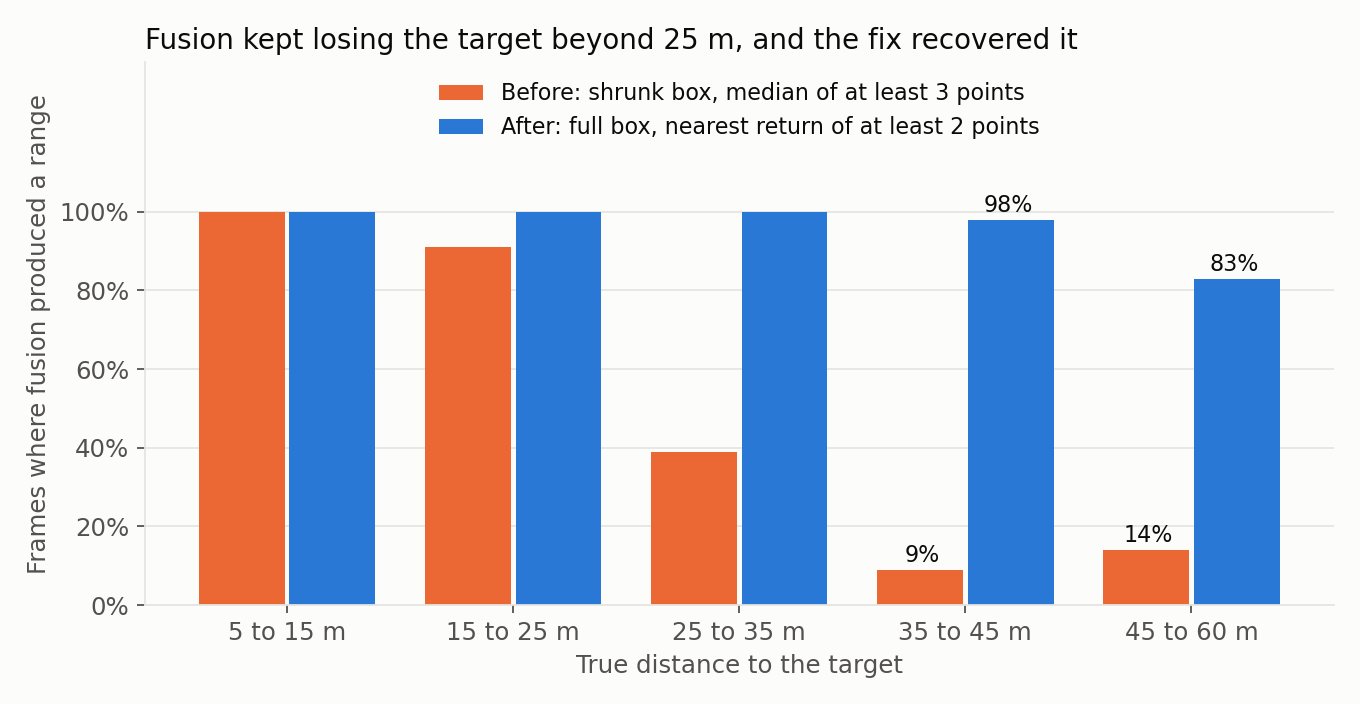 Fusion kept losing the target beyond 25 m, and the fix recovered it
Before: shrunk box, median of at least 3 points
After: full box, nearest return of at least 2 points
Frames where fusion produced a range
100%
80%
60%
40%
20%
0%
98%
83%
9%
14%
5 to 15 m
15 to 25 m
25 to 35 m
35 to 45 m
45 to 60 m
True distance to the target